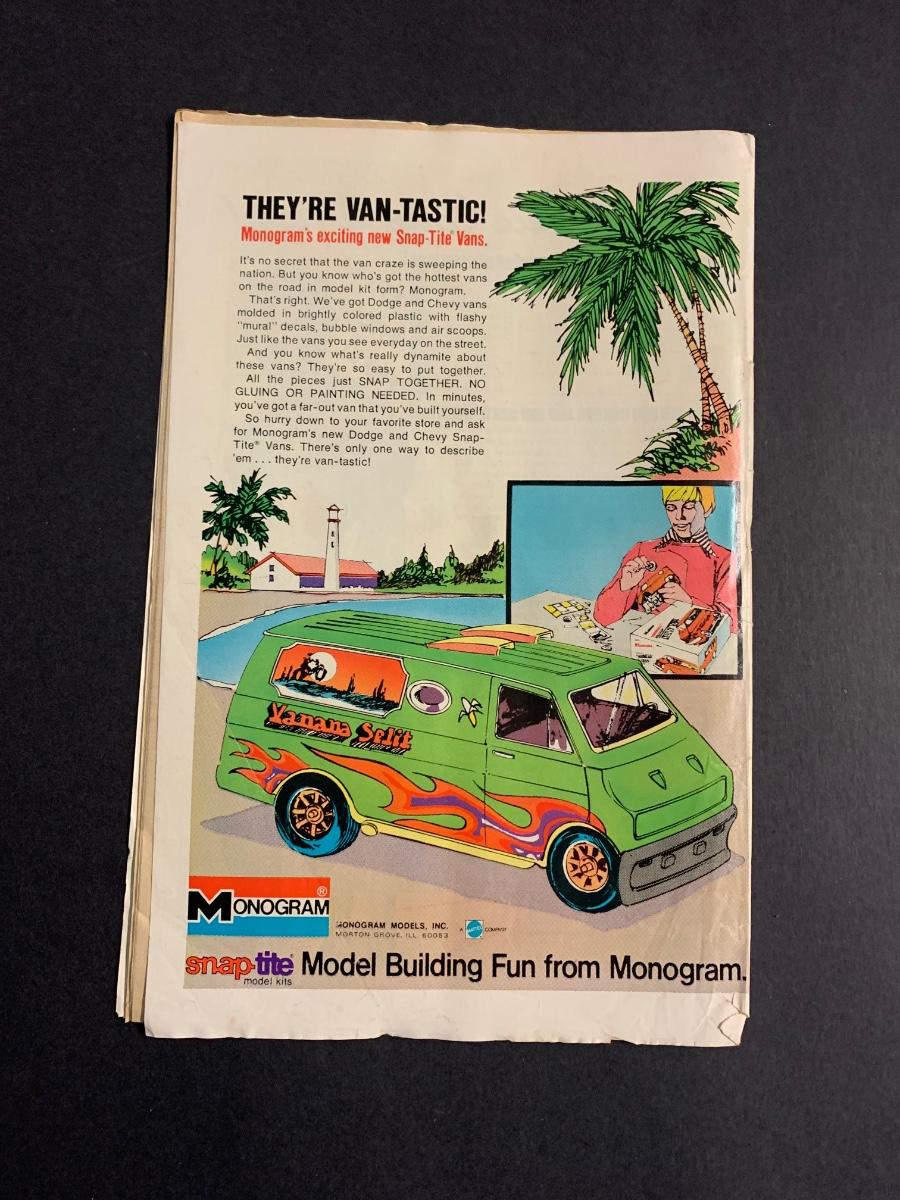 THEY'RE VAN-TASTIC!
Monogram's exciting new Snap-Tite® Vans.
It's no secret that the van craze is sweeping the
nation. But you know who's got the hottest vans
on the road in model kit form? Monogram.
That's right. We've got Dodge and Chevy vans
molded in brightly colored plastic with flashy
"mural" decals, bubble windows and air scoops.
Just like the vans you see everyday on the street.
And you know what's really dynamite about
these vans? They're so easy to put together.
All the pieces just SNAP TOGETHER. NO
GLUING OR PAINTING NEEDED. In minutes,
you've got a far-out van that you've built yourself.
So hurry down to your favorite store and ask
for Monogram's new Dodge and Chevy Snap-
Tite® Vans. There's only one way to describe
'em . . . they're van-tastic!
Vanana Split
MONOGRAM®
MONOGRAM MODELS, INC.
MORTON GROVE, ILL. 60053
A MATTEL COMPANY
snap-tite® Model Building Fun from Monogram.
model kits